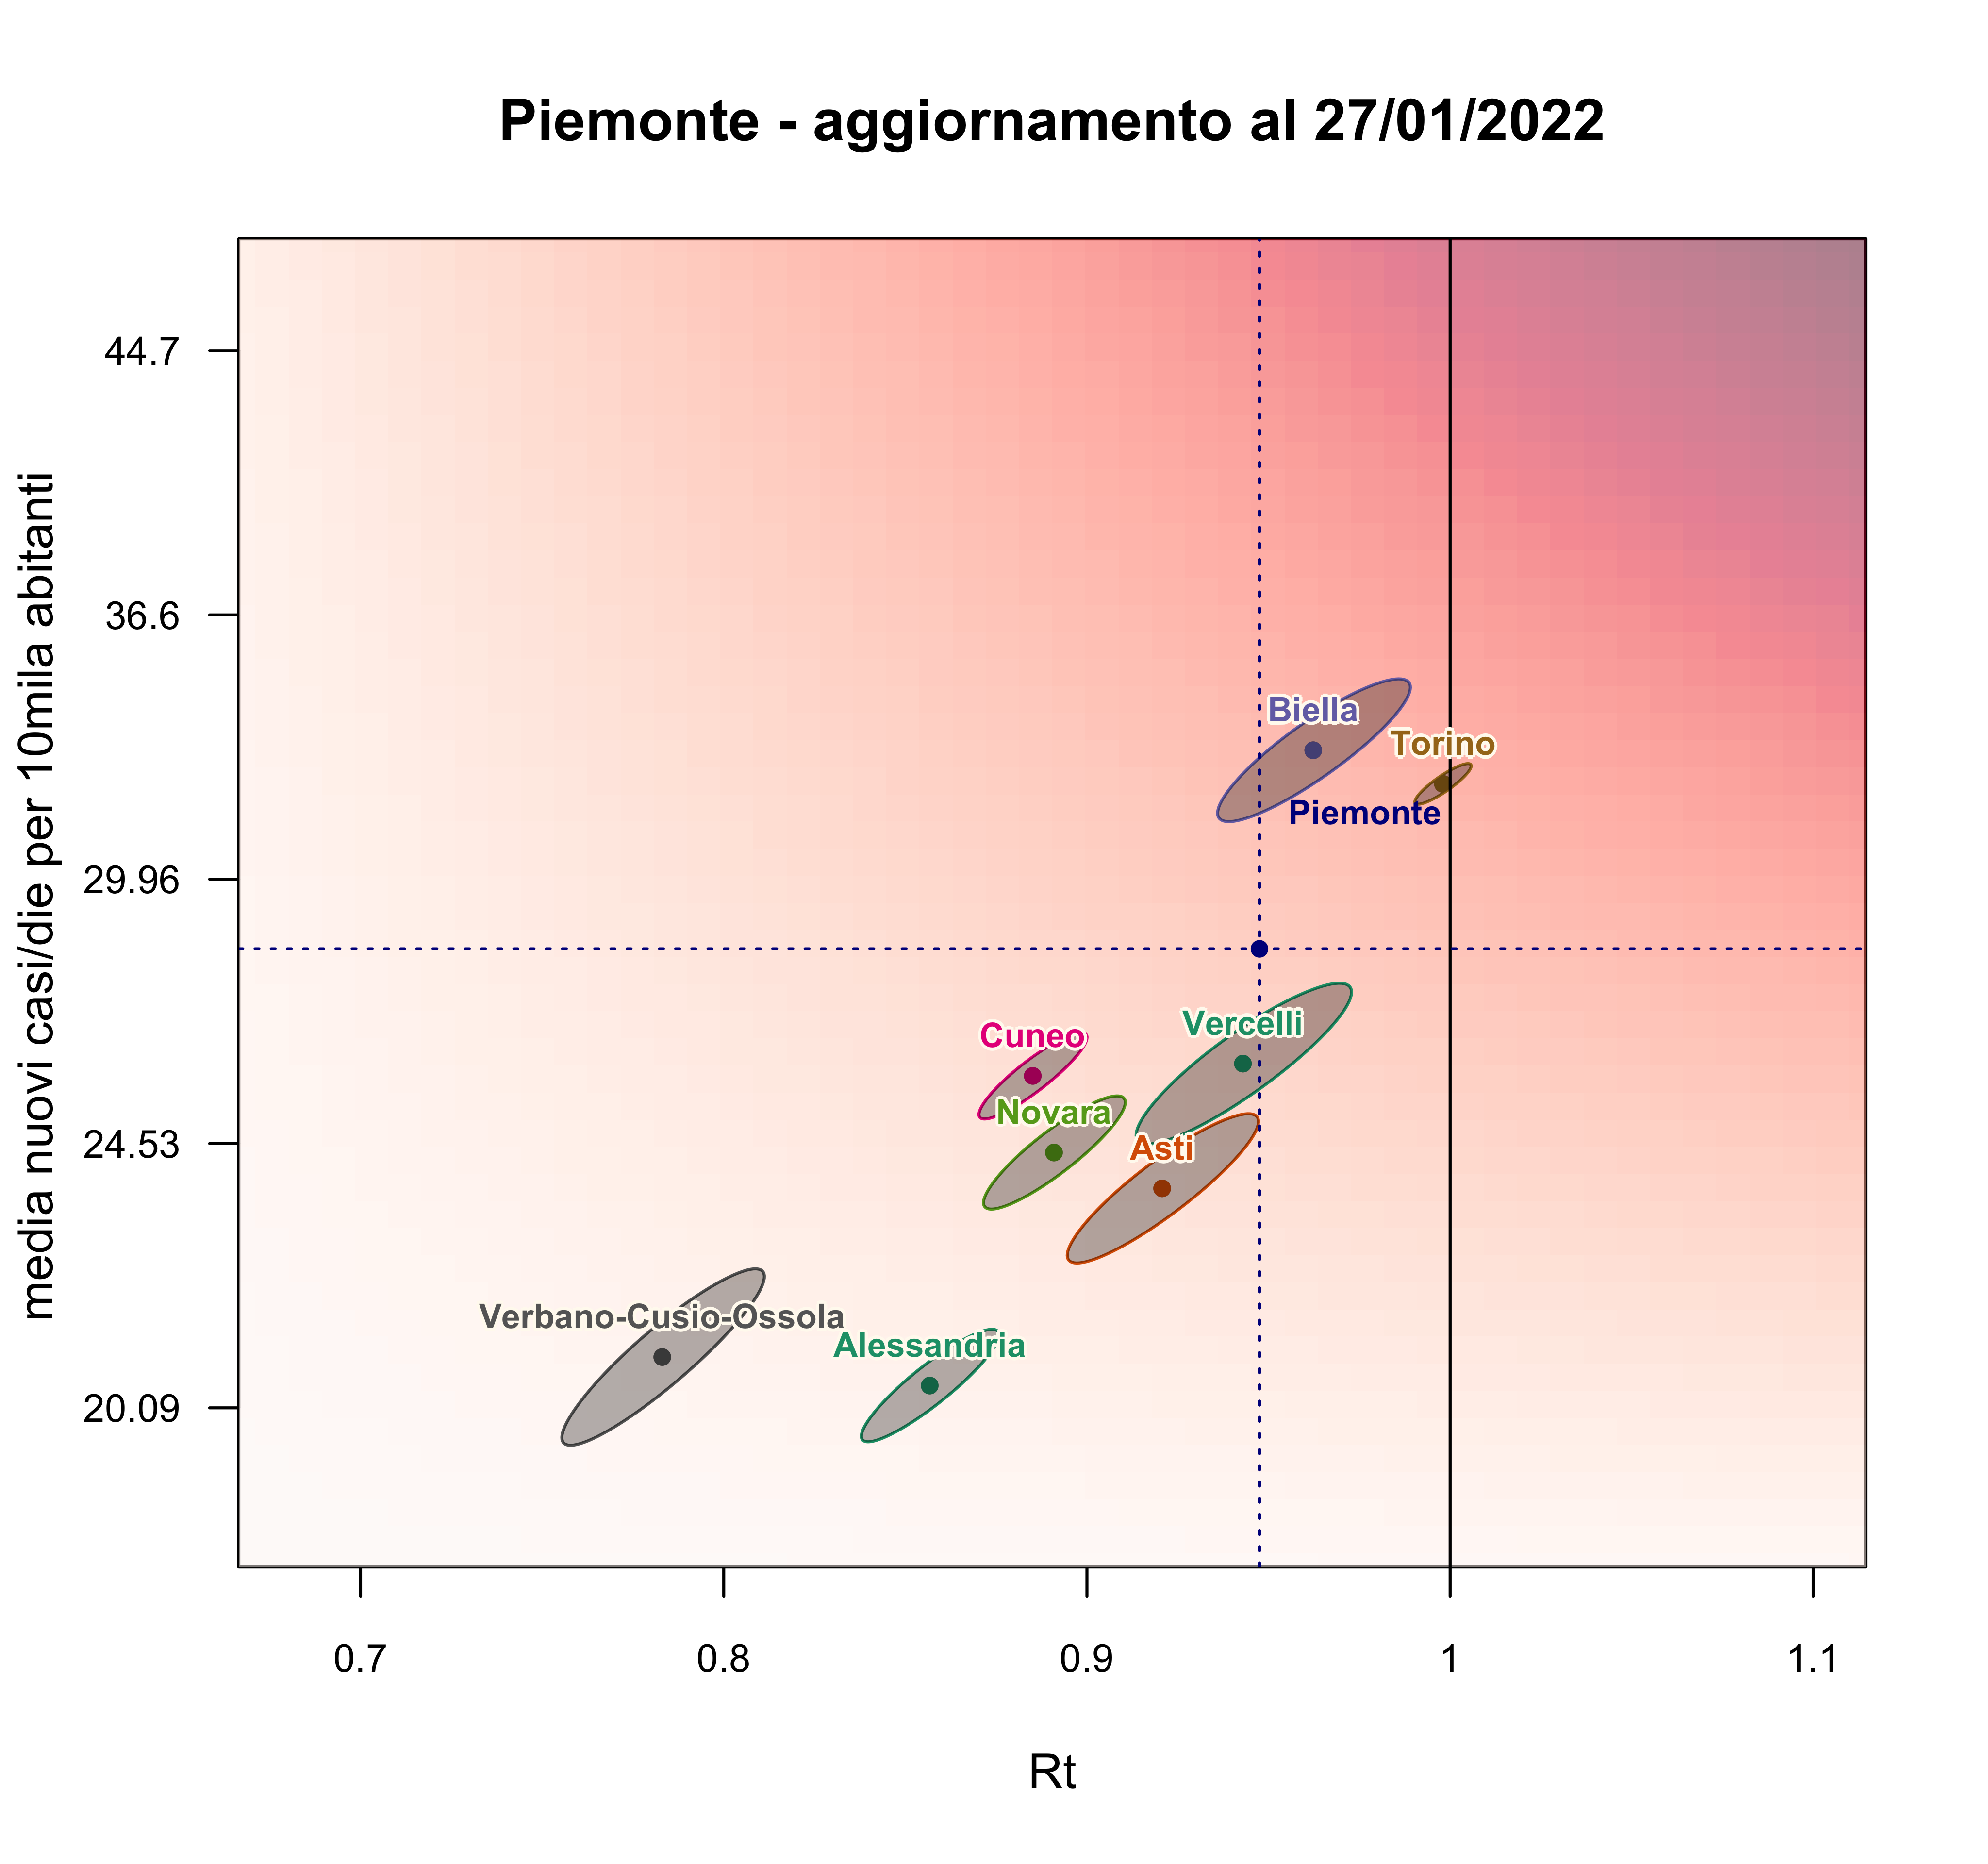 Piemonte - aggiornamento al 27/01/2022
media nuovi casi/die per 10mila abitanti
44.7
36.6
29.96
24.53
20.09
Biella
Torino
Piemonte
Vercelli
Cuneo
Novara
Asti
Verbano-Cusio-Ossola
Alessandria
0.7
0.8
0.9
1
1.1
Rt